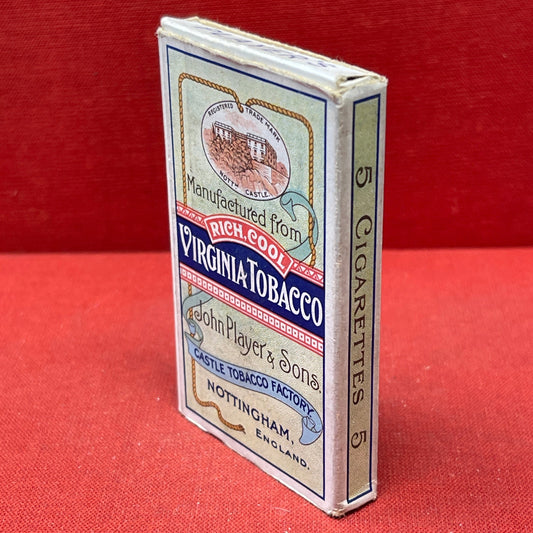 REGISTERED TRADE MARK
NOTTM CASTLE.
Manufactured from
RICH, COOL
VIRGINIA TOBACCO
John Player & Sons,
CASTLE TOBACCO FACTORY
NOTTINGHAM,
ENGLAND.
5 CIGARETTES 5